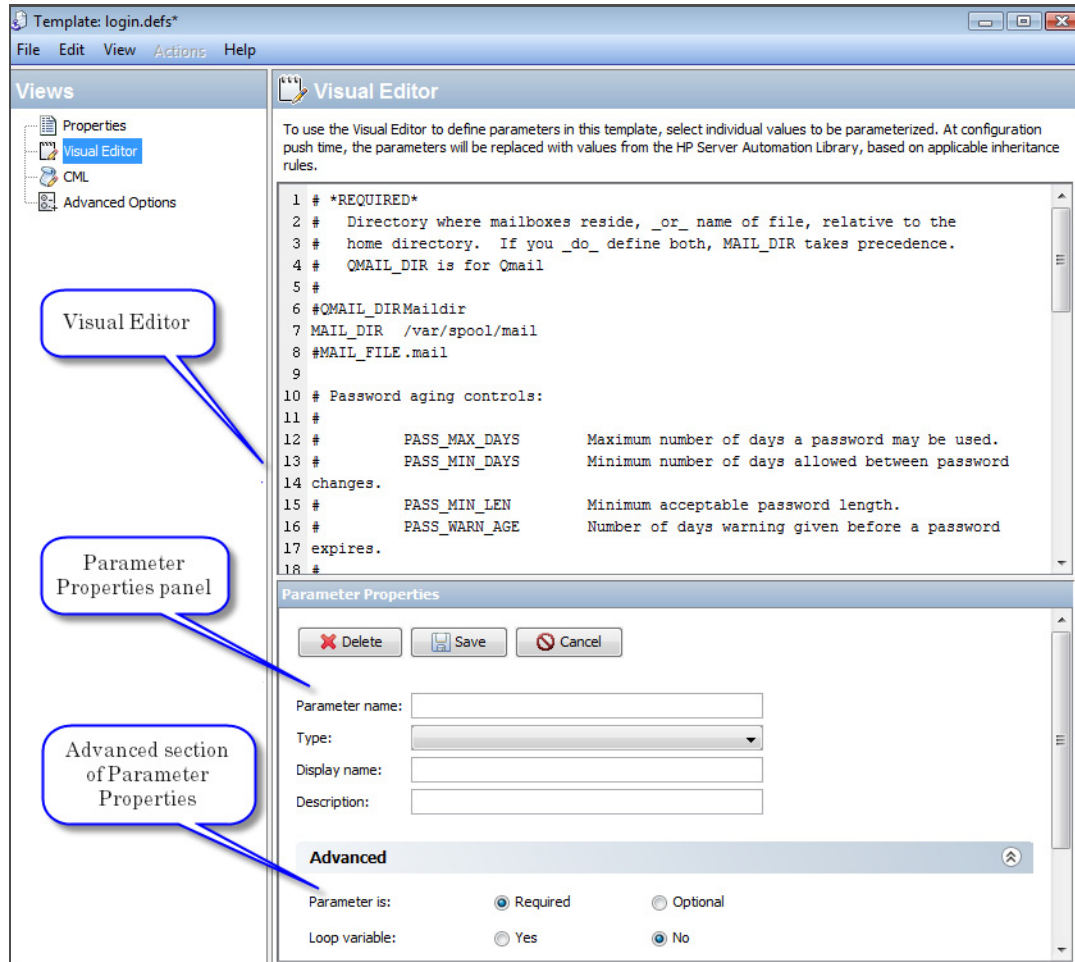 Template: login.defs*
File Edit View Actions Help
Views
Properties
Visual Editor
CML
Advanced Options
Visual Editor
To use the Visual Editor to define parameters in this template, select individual values to be parameterized. At configuration
push time, the parameters will be replaced with values from the HP Server Automation Library, based on applicable inheritance
rules.
1 # *REQUIRED*
2 # Directory where mailboxes reside, _or_ name of file, relative to the
3 # home directory. If you _do_ define both, MAIL_DIR takes precedence.
4 # QMAIL_DIR is for Qmail
5 #
6 #QMAIL_DIRMaildir
7 MAIL_DIR /var/spool/mail
8 #MAIL_FILE.mail
9
10 # Password aging controls:
11 #
12 # PASS_MAX_DAYS Maximum number of days a password may be used.
13 # PASS_MIN_DAYS Minimum number of days allowed between password
14 changes.
15 # PASS_MIN_LEN Minimum acceptable password length.
16 # PASS_WARN_AGE Number of days warning given before a password
17 expires.
18 #
Visual Editor
Parameter
Properties panel
Advanced section
of Parameter
Properties
Parameter Properties
Delete Save Cancel
Parameter name:
Type:
Display name:
Description:
Advanced
Parameter is: Required Optional
Loop variable: Yes No